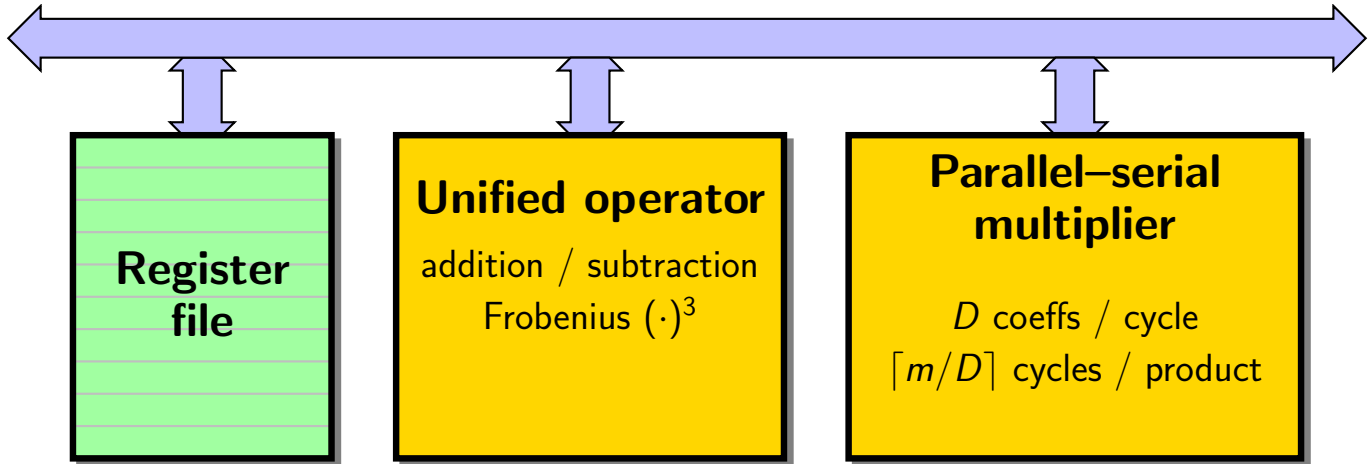 Register
file
Unified operator
addition / subtraction
Frobenius (·)³
Parallel–serial
multiplier
D coeffs / cycle
⌈m/D⌉ cycles / product